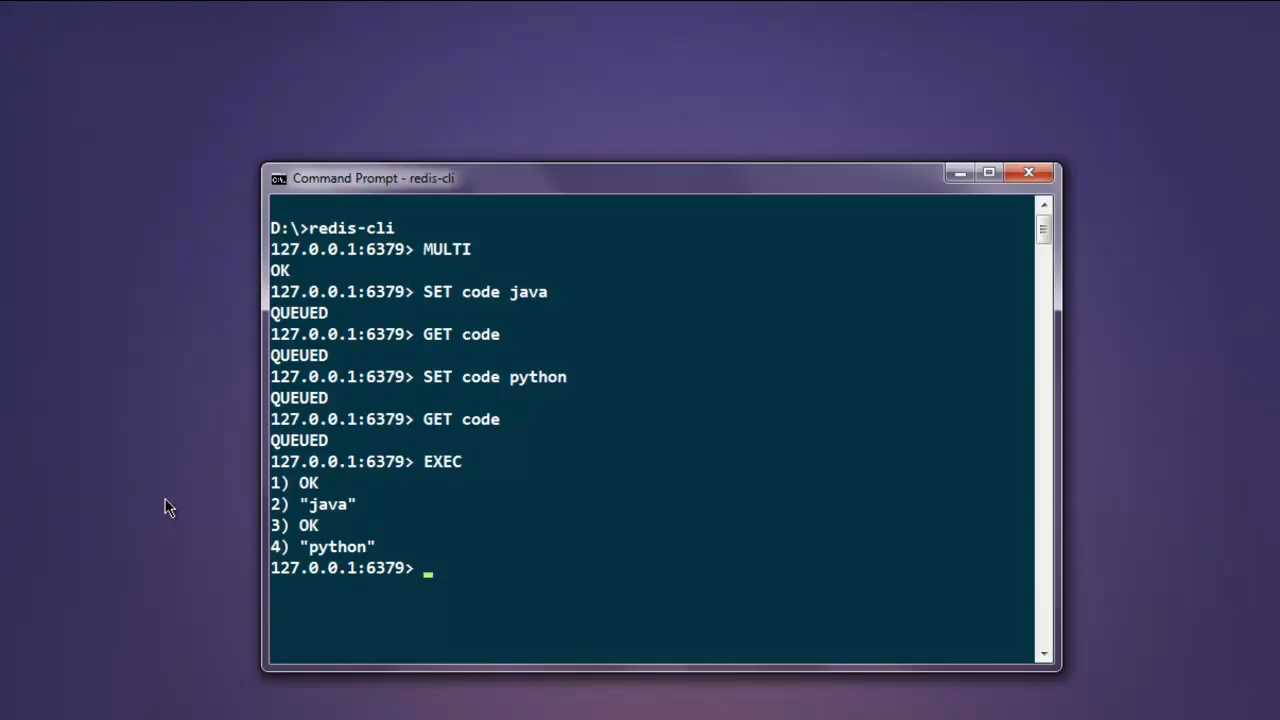 Command Prompt - redis-cli
D:\>redis-cli
127.0.0.1:6379> MULTI
OK
127.0.0.1:6379> SET code java
QUEUED
127.0.0.1:6379> GET code
QUEUED
127.0.0.1:6379> SET code python
QUEUED
127.0.0.1:6379> GET code
QUEUED
127.0.0.1:6379> EXEC
1) OK
2) "java"
3) OK
4) "python"
127.0.0.1:6379>